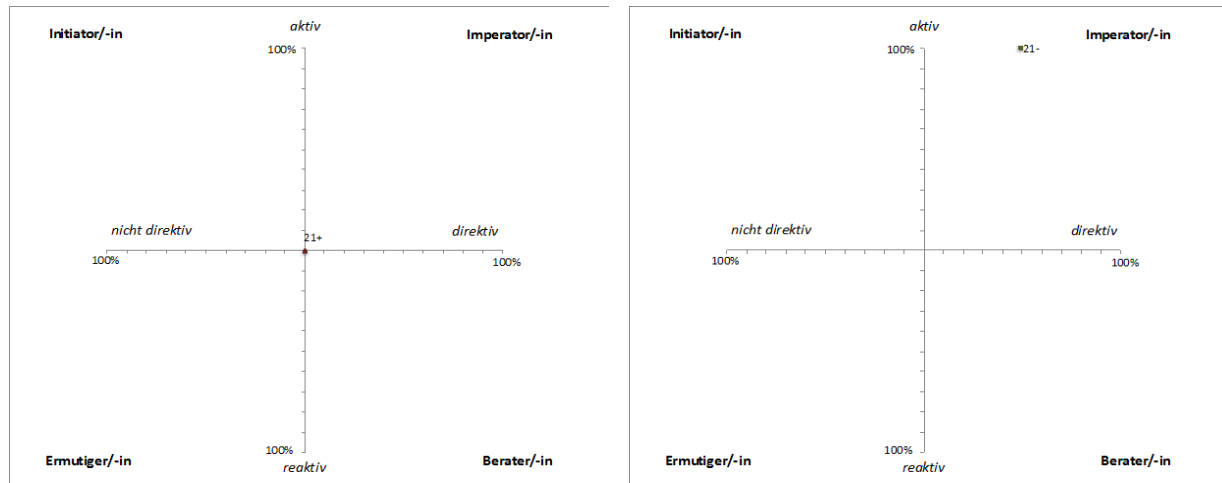 aktiv
Initiator/-in
Imperator/-in
100%
nicht direktiv
21+
direktiv
100%
100%
100%
Ermutiger/-in
Berater/-in
reaktiv
aktiv
Initiator/-in
Imperator/-in
100%
21-
nicht direktiv
direktiv
100%
100%
100%
Ermutiger/-in
Berater/-in
reaktiv